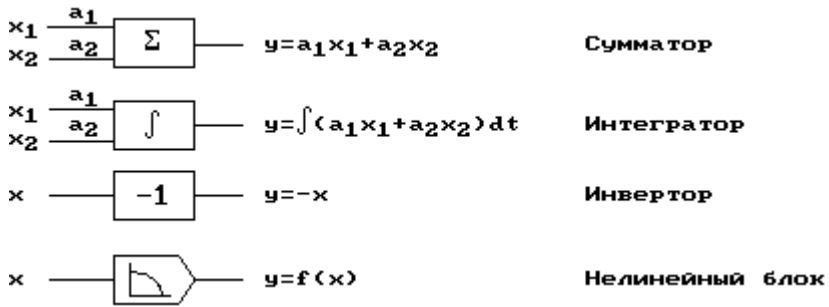 x₁ a₁
x₂ a₂ Σ y=a₁x₁+a₂x₂ Сумматор
x₁ a₁
x₂ a₂ ∫ y=∫(a₁x₁+a₂x₂)dt Интегратор
x -1 y=-x Инвертор
x y=f(x) Нелинейный блок